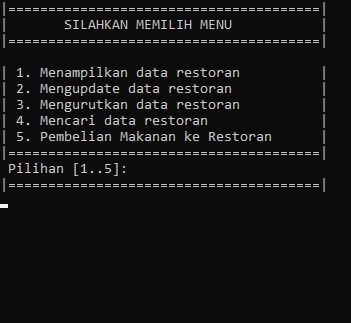 |=======================================|
SILAHKAN MEMILIH MENU
|=======================================|
| 1. Menampilkan data restoran |
| 2. Mengupdate data restoran |
| 3. Mengurutkan data restoran |
| 4. Mencari data restoran |
| 5. Pembelian Makanan ke Restoran |
|=======================================|
Pilihan [1..5]:
|=======================================|